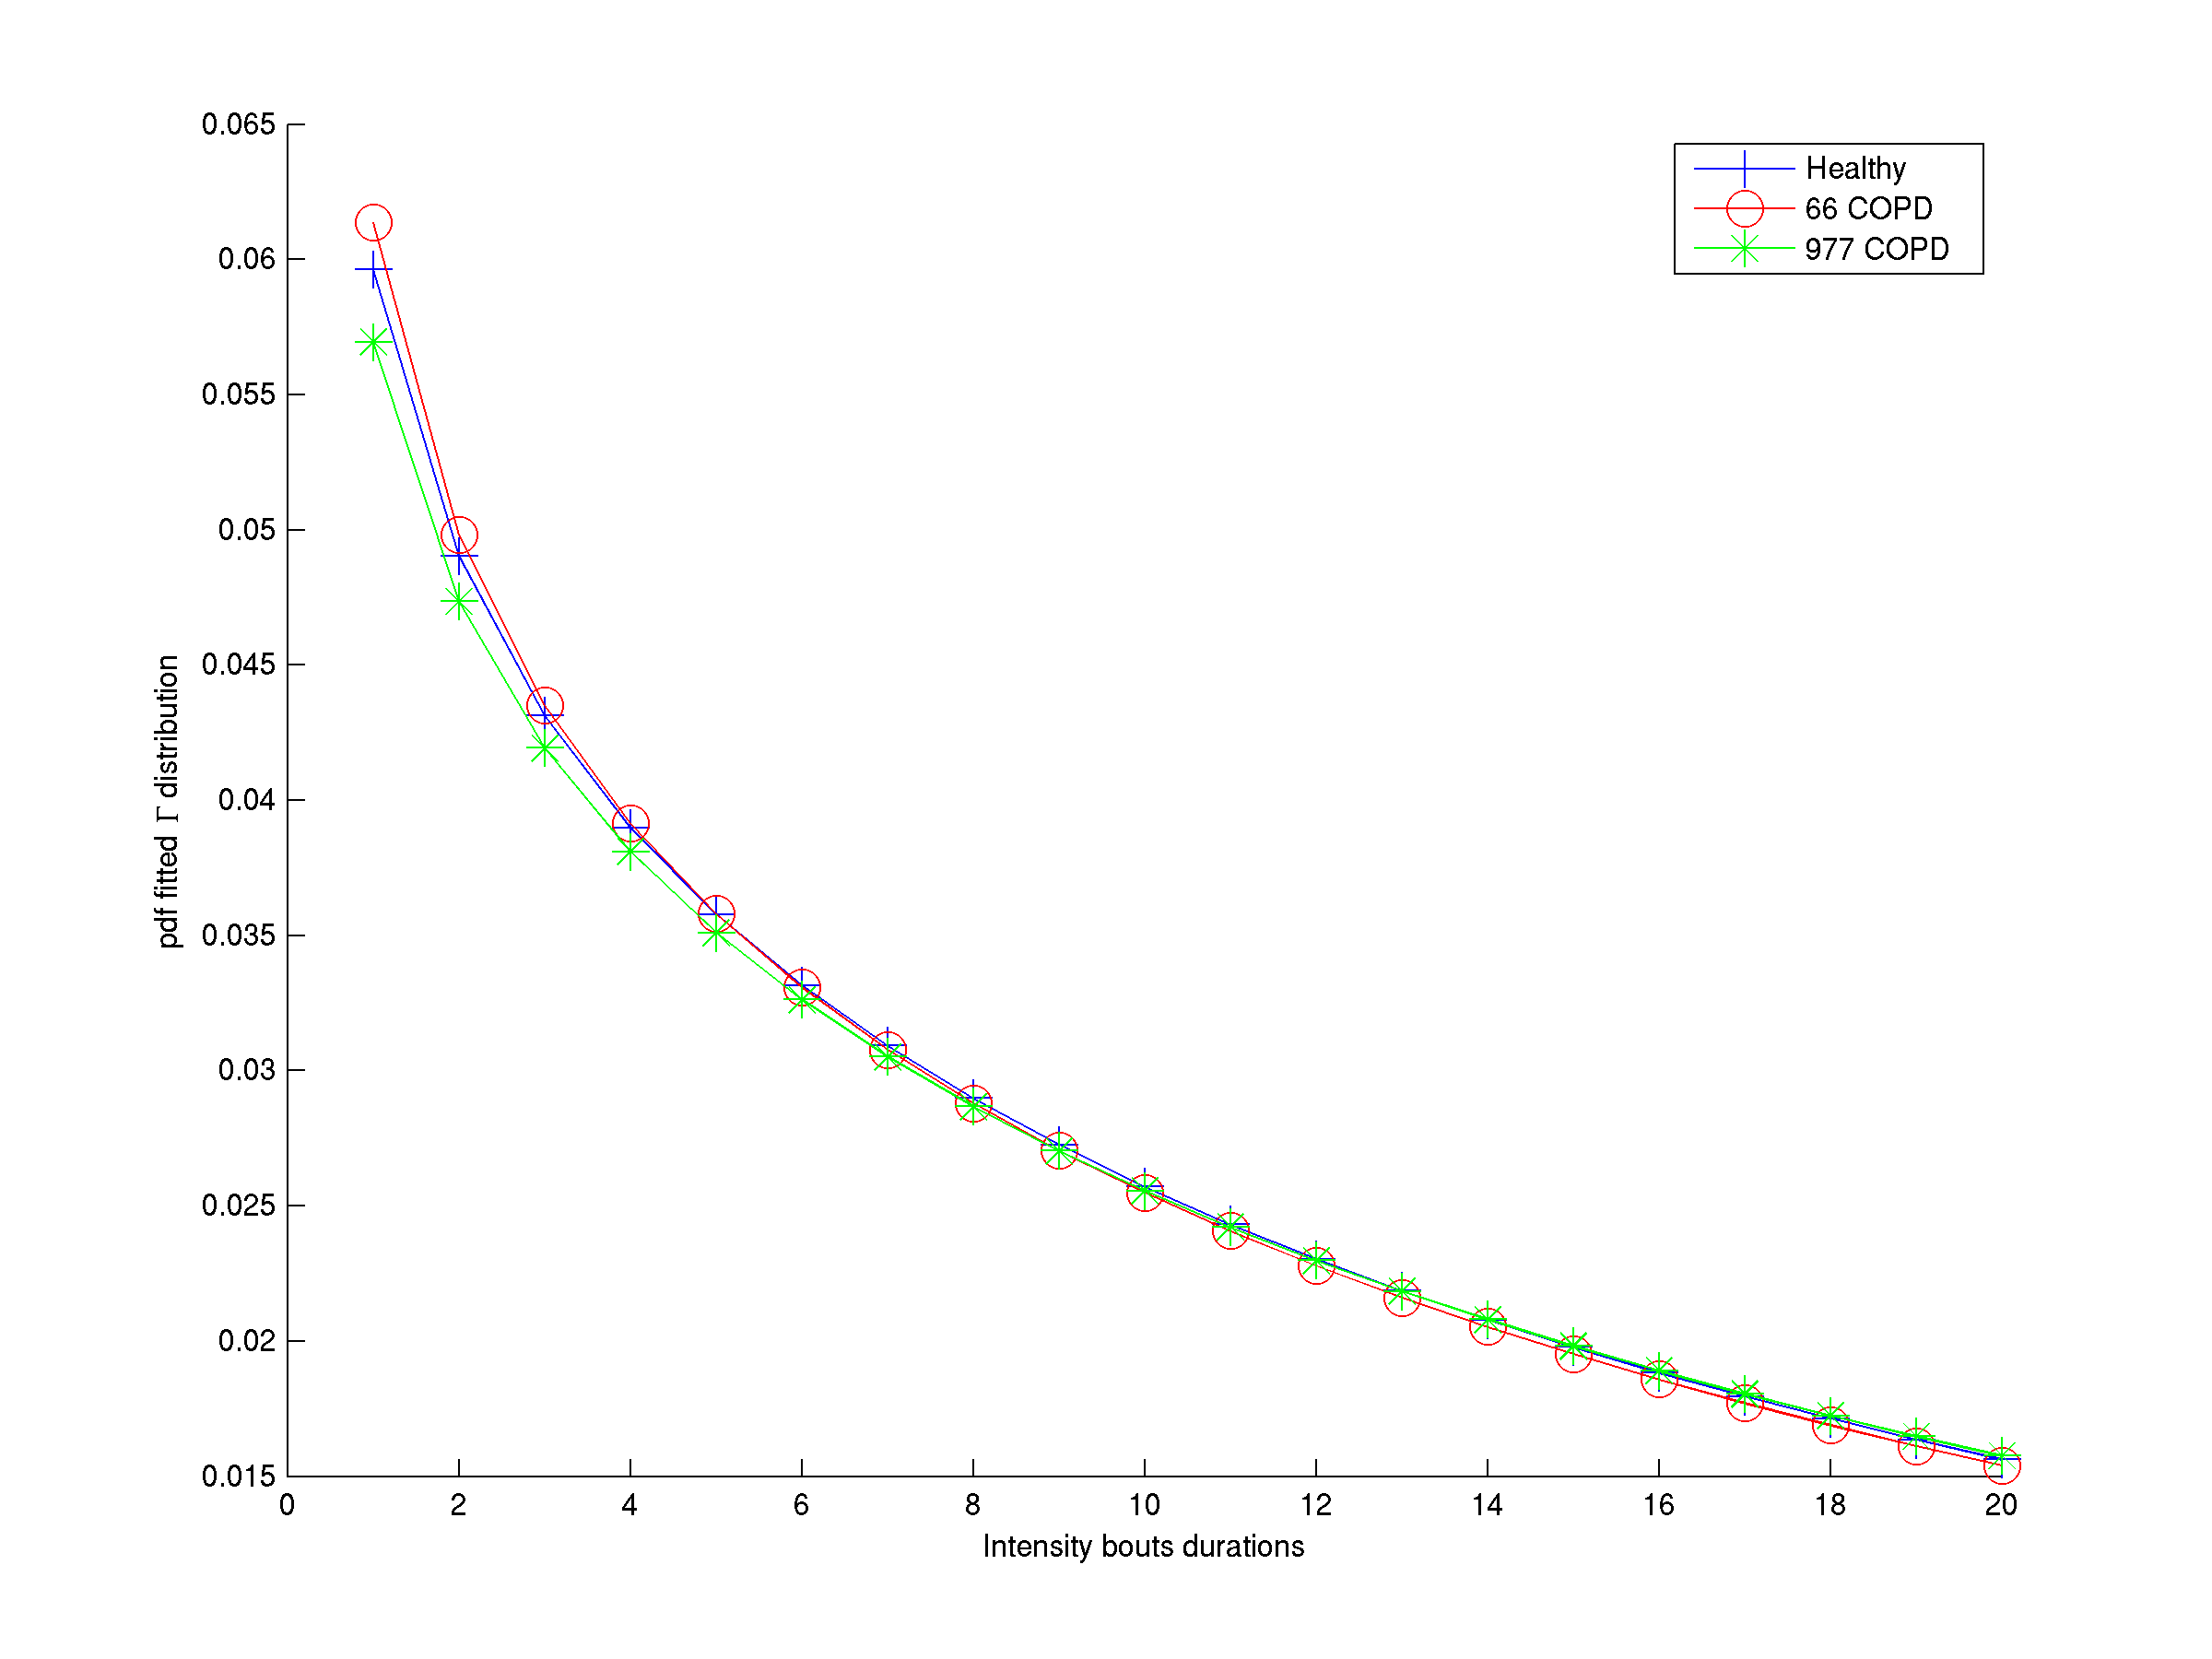 0.065
0.06
0.055
0.05
0.045
0.04
0.035
0.03
0.025
0.02
0.015
pdf fitted Γ distribution
Healthy
66 COPD
977 COPD
0 2 4 6 8 10 12 14 16 18 20
Intensity bouts durations